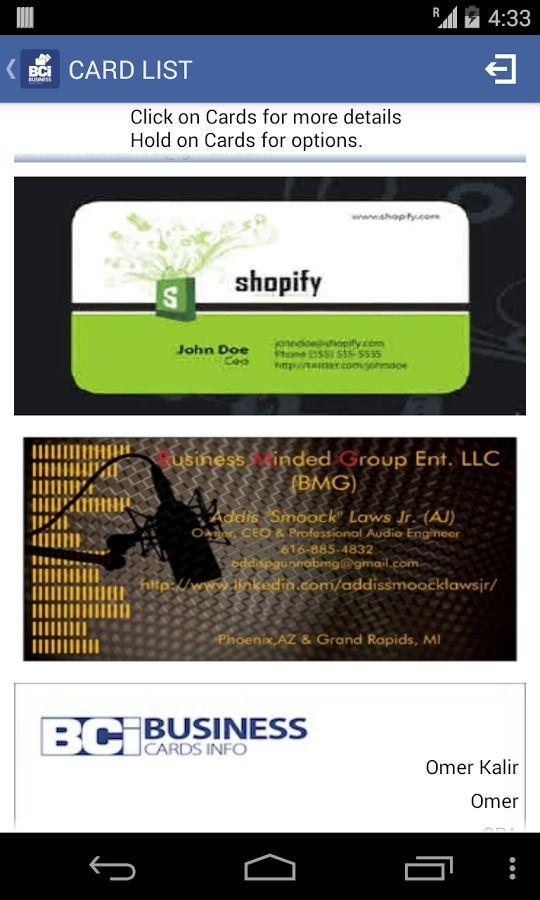 R 4:33
BCi
BUSINESS
CARD LIST
Click on Cards for more details
Hold on Cards for options.
www.shopify.com
S
shopify
John Doe
Ceo
johndoe@shopify.com
Phone (555) 555-5555
http://twitter.com/johndoe
Business Minded Group Ent. LLC
(BMG)
Addis "Smoock" Laws Jr. (AJ)
Owner, CEO & Professional Audio Engineer
616-885-4832
addispgunnabmg@gmail.com
http://www.linkedin.com/addissmoocklawsjr/
Phoenix,AZ & Grand Rapids, MI
BCi BUSINESS
CARDS INFO
Omer Kalir
Omer